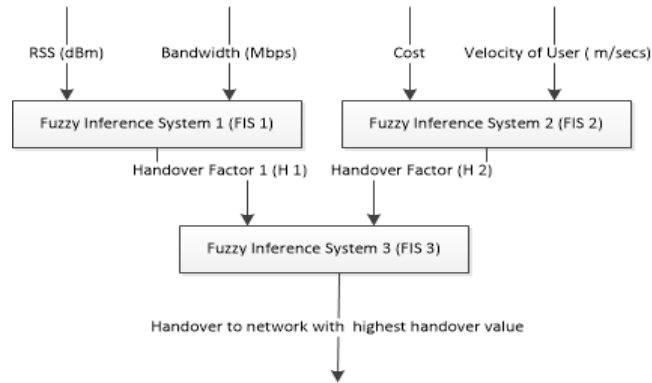 RSS (dBm) Bandwidth (Mbps) Cost Velocity of User ( m/secs)
Fuzzy Inference System 1 (FIS 1) Fuzzy Inference System 2 (FIS 2)
Handover Factor 1 (H 1) Handover Factor (H 2)
Fuzzy Inference System 3 (FIS 3)
Handover to network with highest handover value